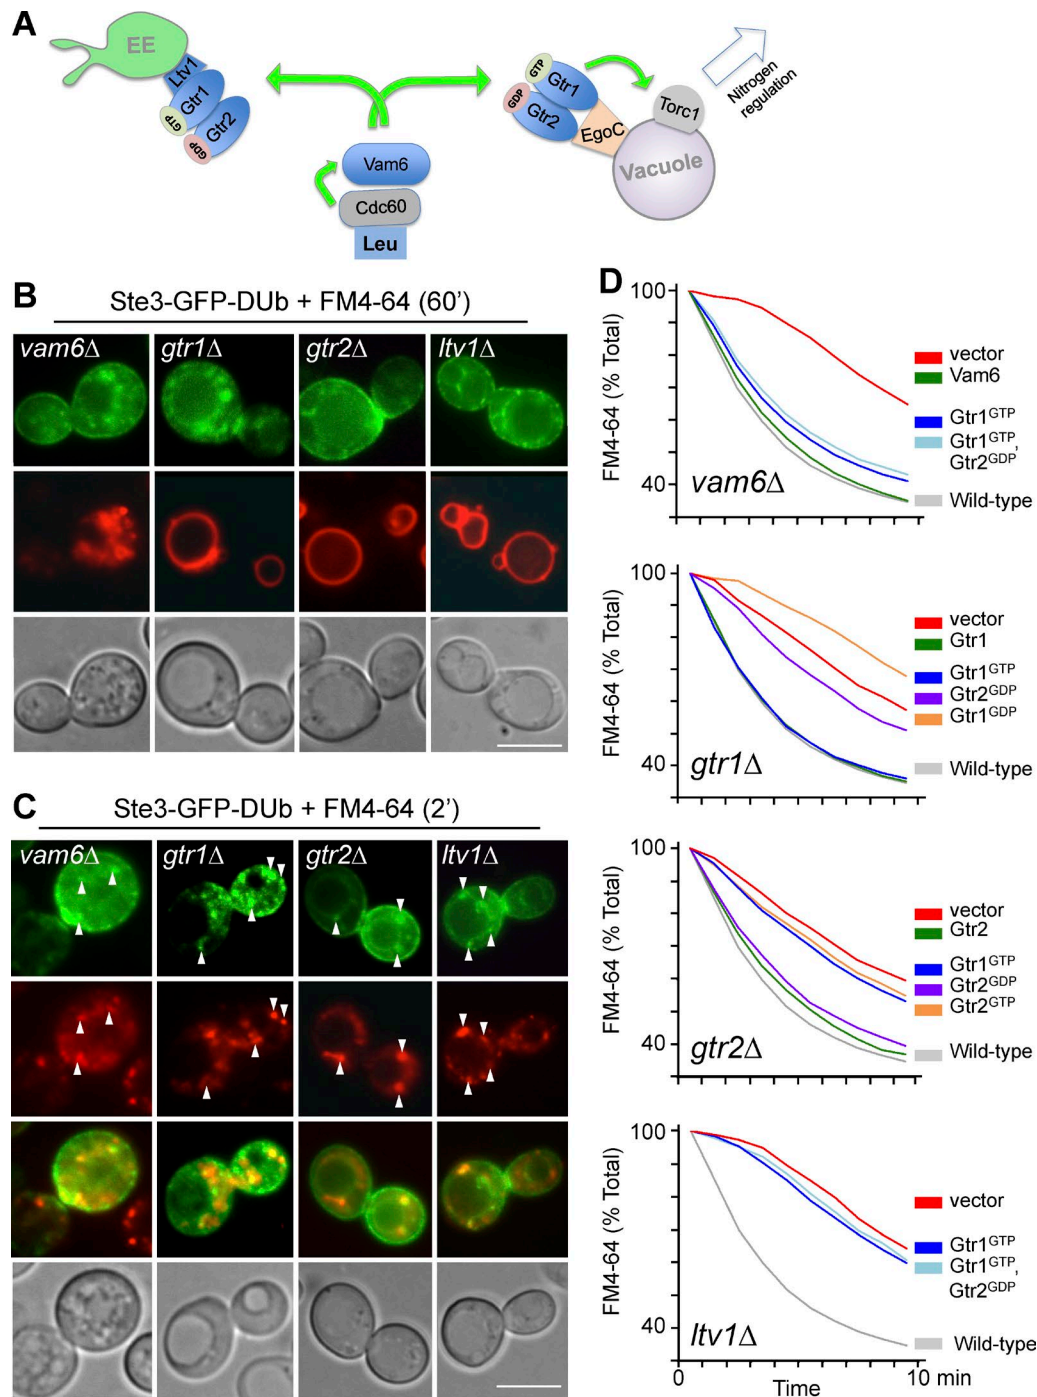 A
EE
Ltv1
Gtr1
Gtr2
GTP
GDP
Vam6
Cdc60
Leu
GTP
GDP
Gtr1
Gtr2
EgoC
Torc1
Vacuole
Nitrogen
regulation
B
Ste3-GFP-DUb + FM4-64 (60’)
vam6Δ
gtr1Δ
gtr2Δ
ltv1Δ
C
Ste3-GFP-DUb + FM4-64 (2’)
vam6Δ
gtr1Δ
gtr2Δ
ltv1Δ
D
100
40
FM4-64 (% Total)
vam6Δ
vector
Vam6
Gtr1GTP
Gtr1GTP,
Gtr2GDP
Wild-type
100
40
FM4-64 (% Total)
gtr1Δ
vector
Gtr1
Gtr1GTP
Gtr2GDP
Gtr1GDP
Wild-type
100
40
FM4-64 (% Total)
gtr2Δ
vector
Gtr2
Gtr1GTP
Gtr2GDP
Gtr2GTP
Wild-type
100
40
FM4-64 (% Total)
ltv1Δ
vector
Gtr1GTP
Gtr1GTP,
Gtr2GDP
Wild-type
0
10 min
Time